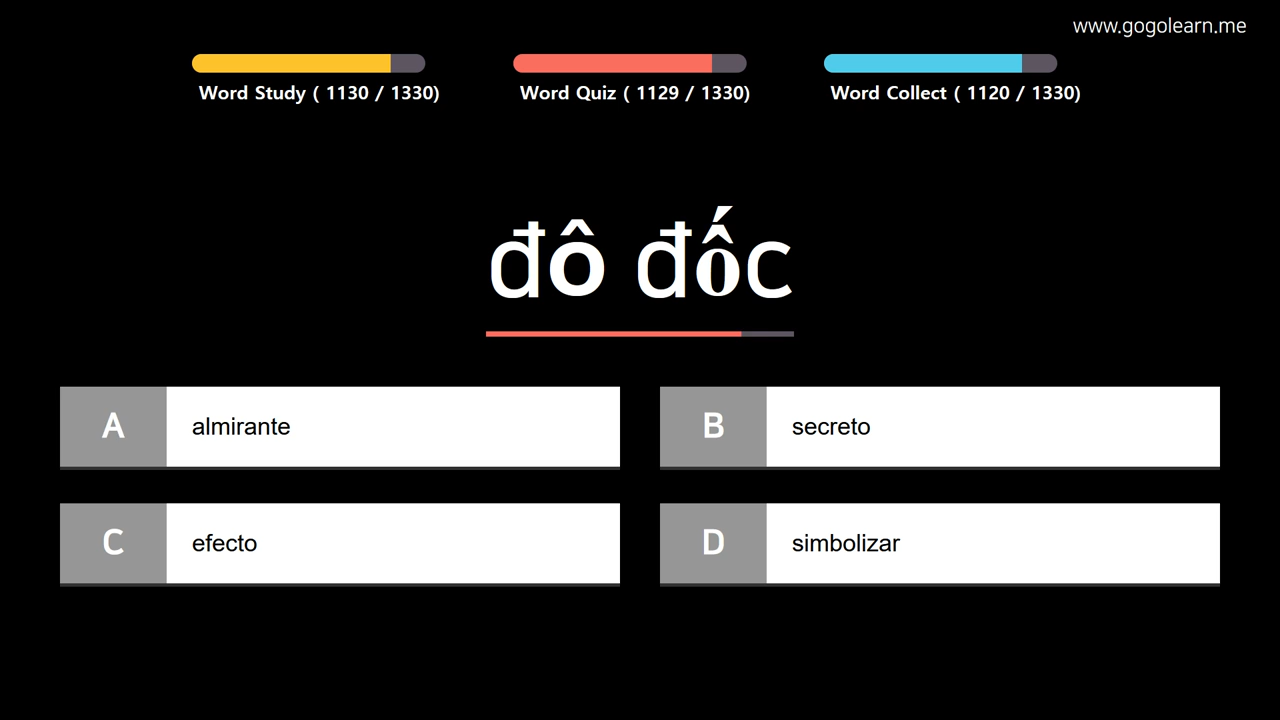 www.gogolearn.me
Word Study ( 1130 / 1330)
Word Quiz ( 1129 / 1330)
Word Collect ( 1120 / 1330)
đô đốc
A almirante
B secreto
C efecto
D simbolizar